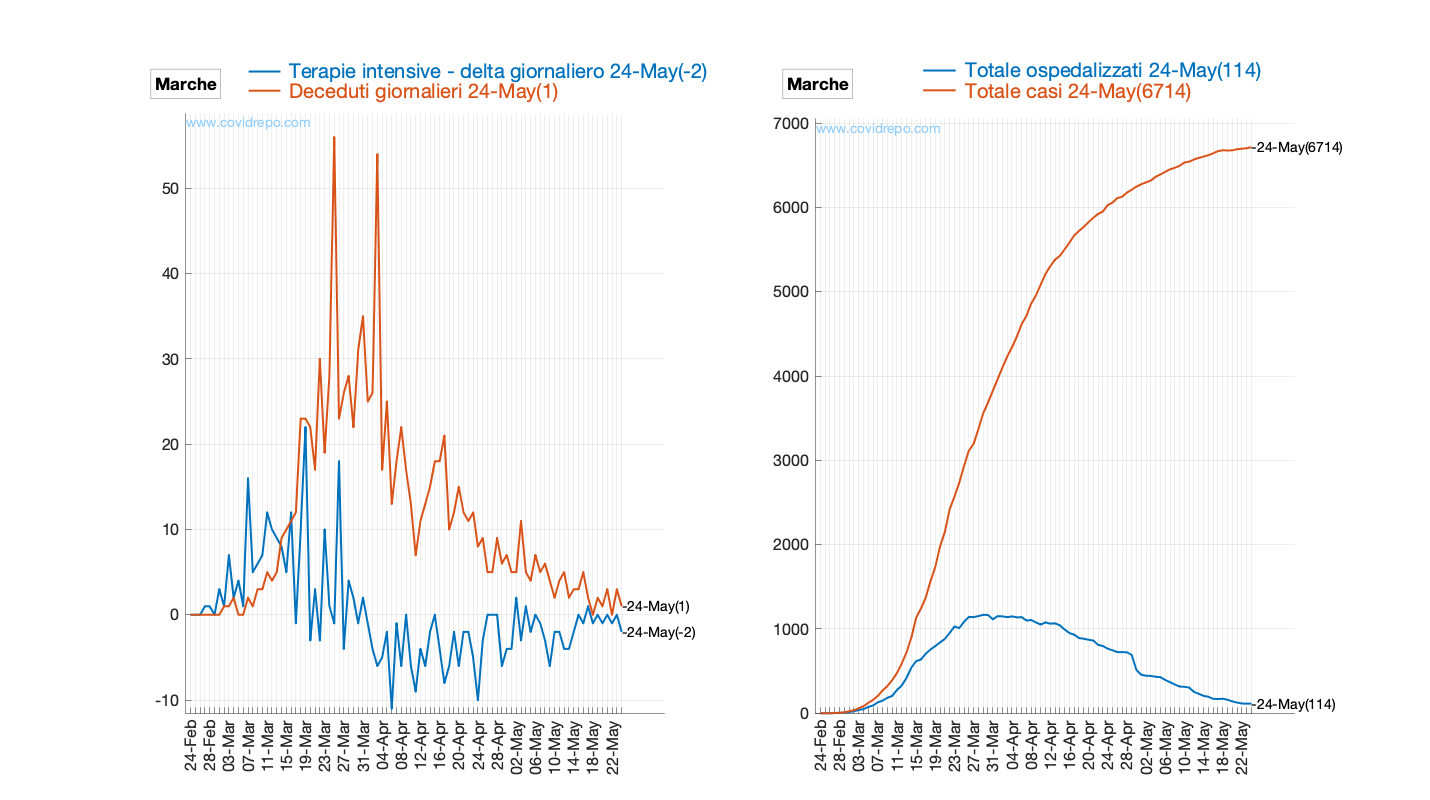 Marche
Terapie intensive - delta giornaliero 24-May(-2)
Deceduti giornalieri 24-May(1)
www.covidrepo.com
50
40
30
20
10
0
-10
-24-May(1)
-24-May(-2)
24-Feb
28-Feb
03-Mar
07-Mar
11-Mar
15-Mar
19-Mar
23-Mar
27-Mar
31-Mar
04-Apr
08-Apr
12-Apr
16-Apr
20-Apr
24-Apr
28-Apr
02-May
06-May
10-May
14-May
18-May
22-May
Marche
Totale ospedalizzati 24-May(114)
Totale casi 24-May(6714)
www.covidrepo.com
7000
6000
5000
4000
3000
2000
1000
0
-24-May(6714)
-24-May(114)
24-Feb
28-Feb
03-Mar
07-Mar
11-Mar
15-Mar
19-Mar
23-Mar
27-Mar
31-Mar
04-Apr
08-Apr
12-Apr
16-Apr
20-Apr
24-Apr
28-Apr
02-May
06-May
10-May
14-May
18-May
22-May